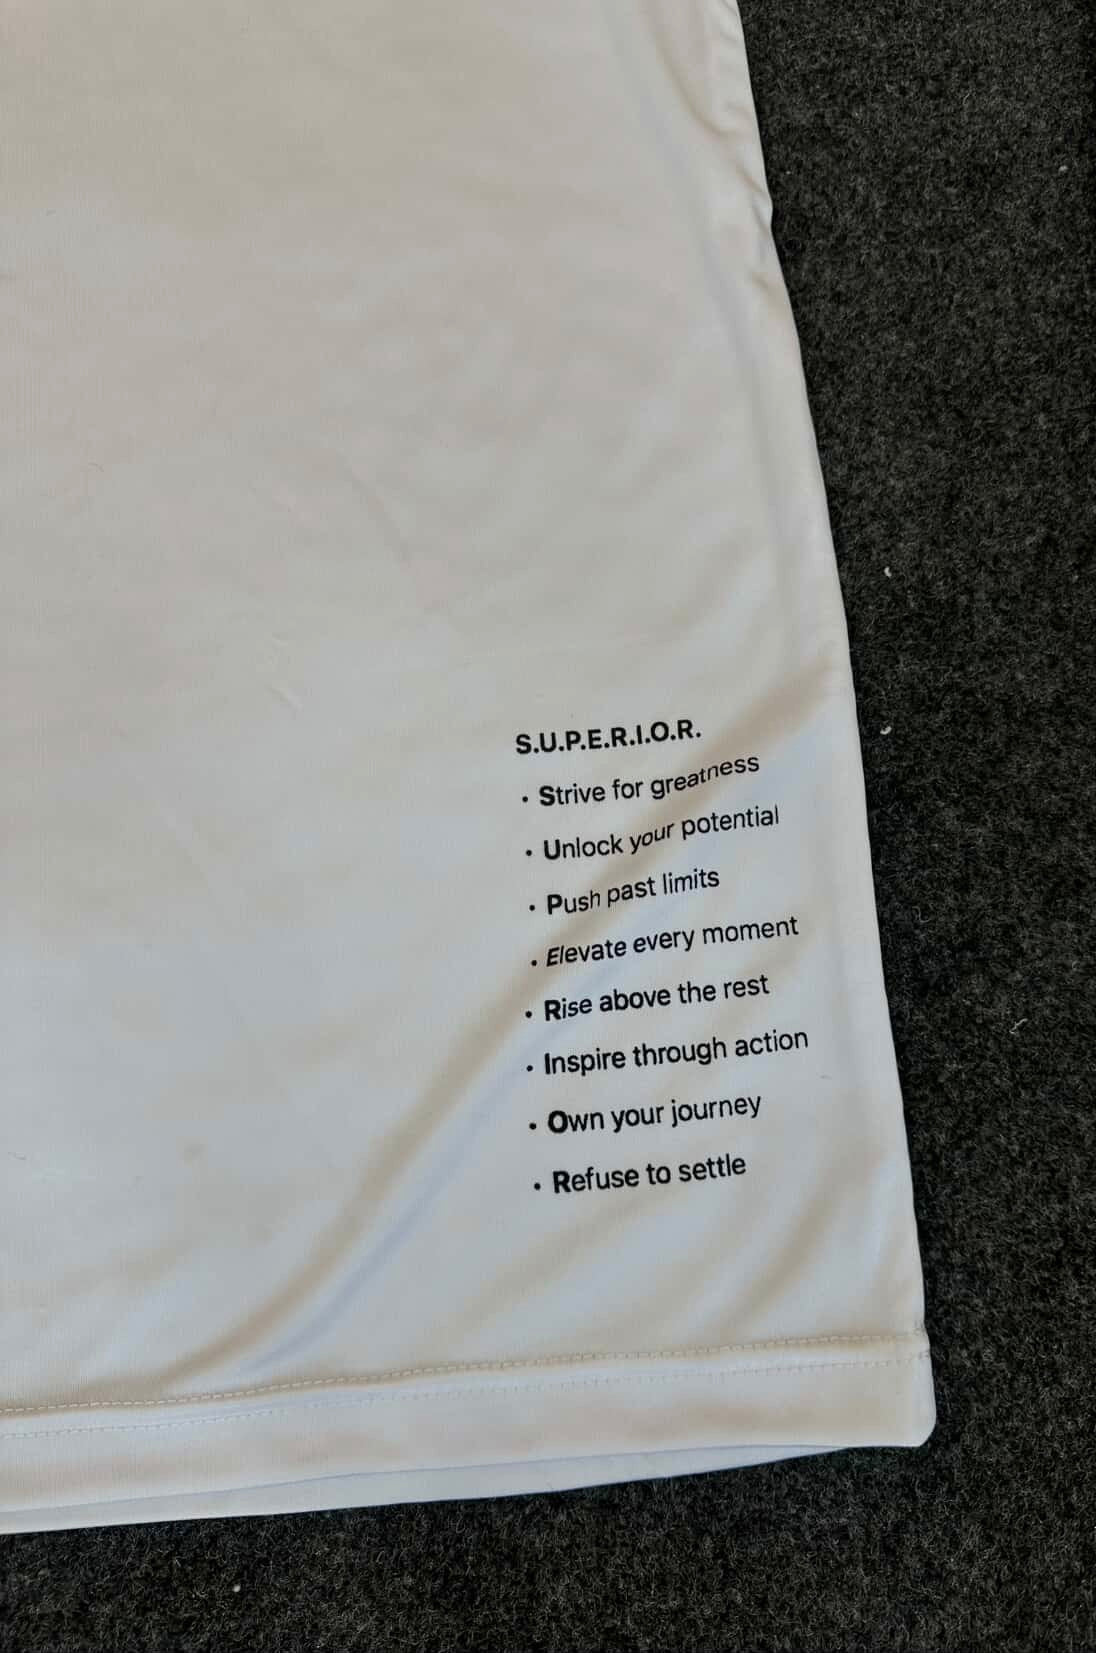 S.U.P.E.R.I.O.R.
• Strive for greatness
• Unlock your potential
• Push past limits
• Elevate every moment
• Rise above the rest
• Inspire through action
• Own your journey
• Refuse to settle